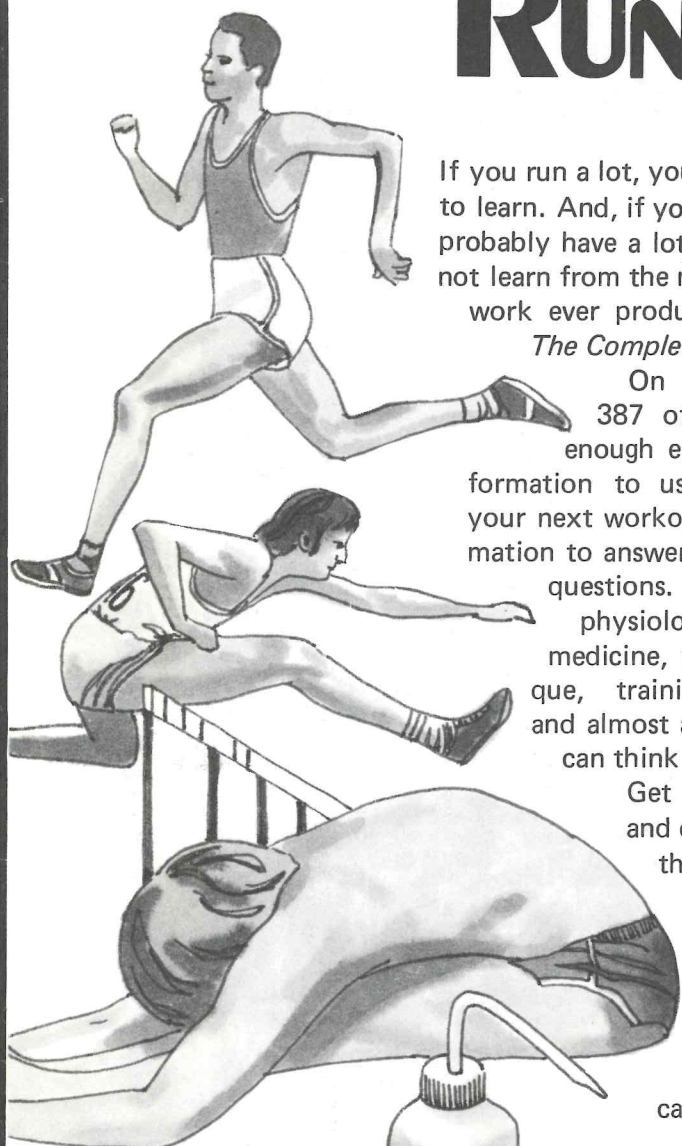 RUN
If you run a lot, you
to learn. And, if yo
probably have a lot
not learn from the r
work ever produ
The Comple
On
387 of
enough e
formation to us
your next worko
mation to answer
questions.
physiolo
medicine,
que, traini
and almost a
can think
Get
and
th
ca